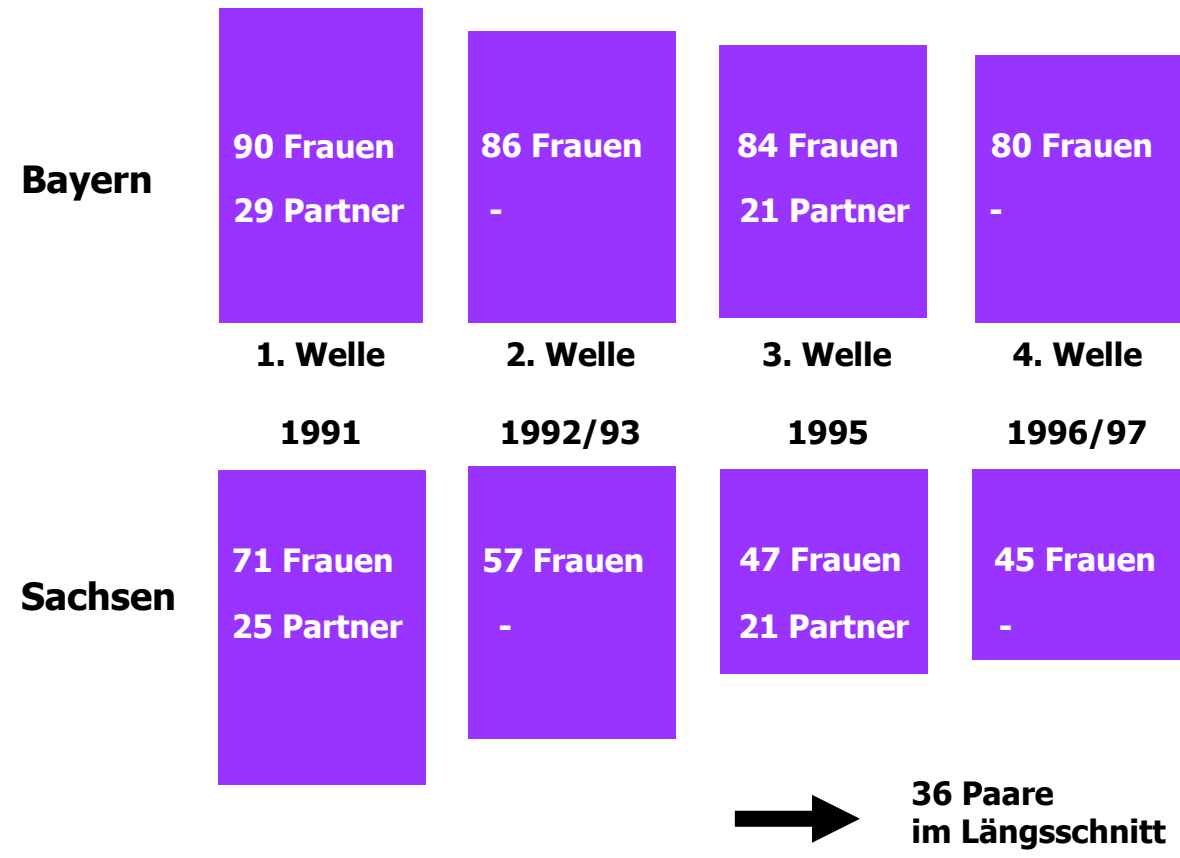 Bayern
90 Frauen
29 Partner
86 Frauen
-
84 Frauen
21 Partner
80 Frauen
-
1. Welle
2. Welle
3. Welle
4. Welle
1991
1992/93
1995
1996/97
Sachsen
71 Frauen
25 Partner
57 Frauen
-
47 Frauen
21 Partner
45 Frauen
-
36 Paare
im Längsschnitt